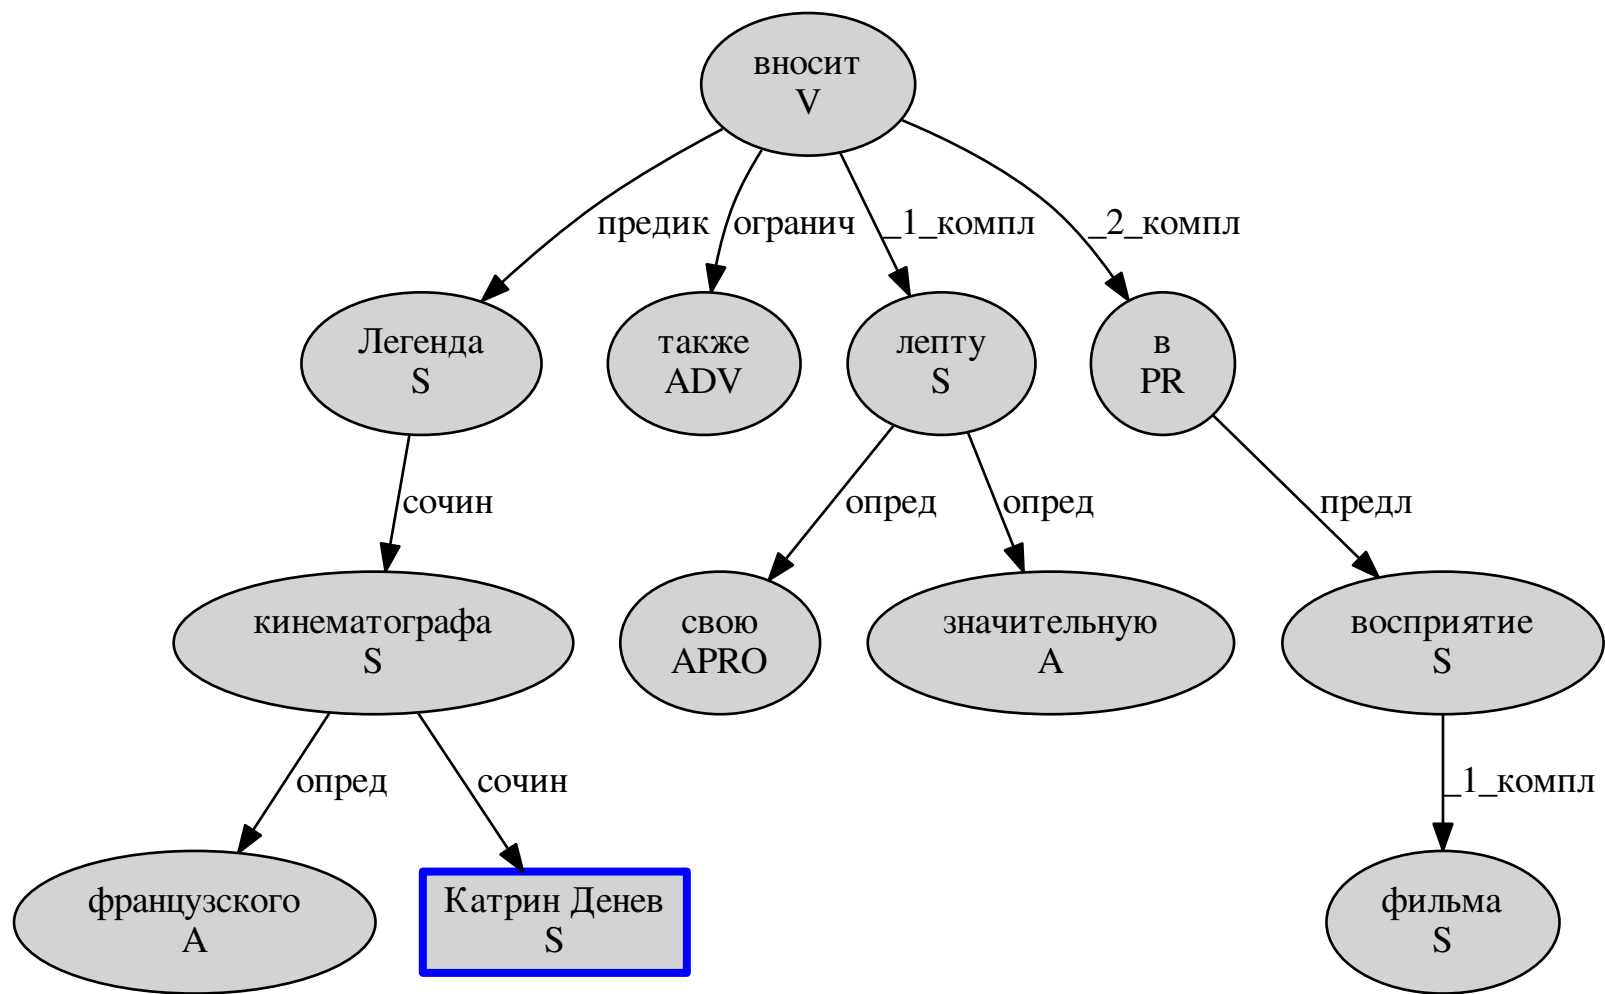 вносит
V
предик
огранич
_1_компл
_2_компл
Легенда
S
также
ADV
лепту
S
в
PR
сочин
опред
опред
предл
кинематографа
S
свою
APRO
значительную
A
восприятие
S
опред
сочин
_1_компл
французского
A
Катрин Денев
S
фильма
S